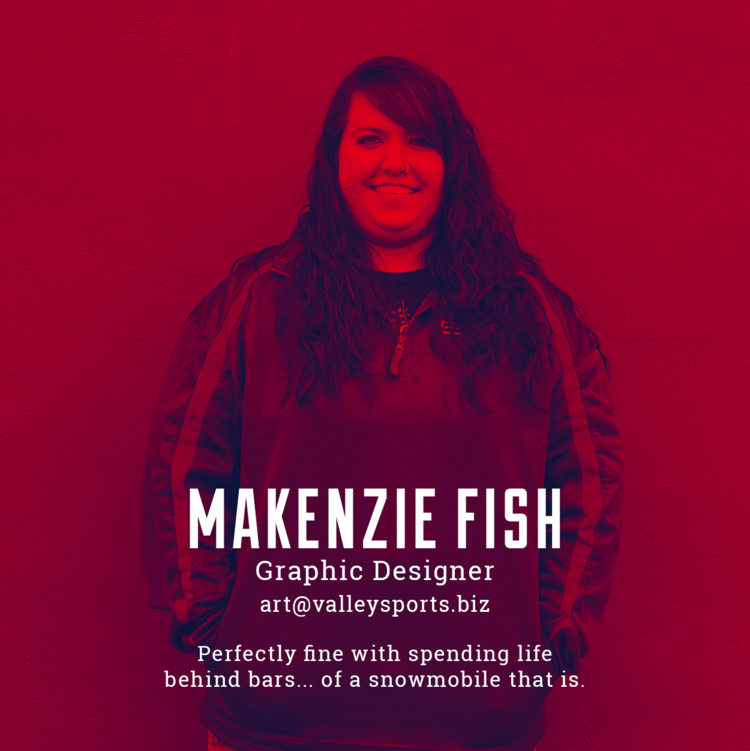 MAKENZIE FISH
Graphic Designer
art@valleysports.biz
Perfectly fine with spending life
behind bars... of a snowmobile that is.